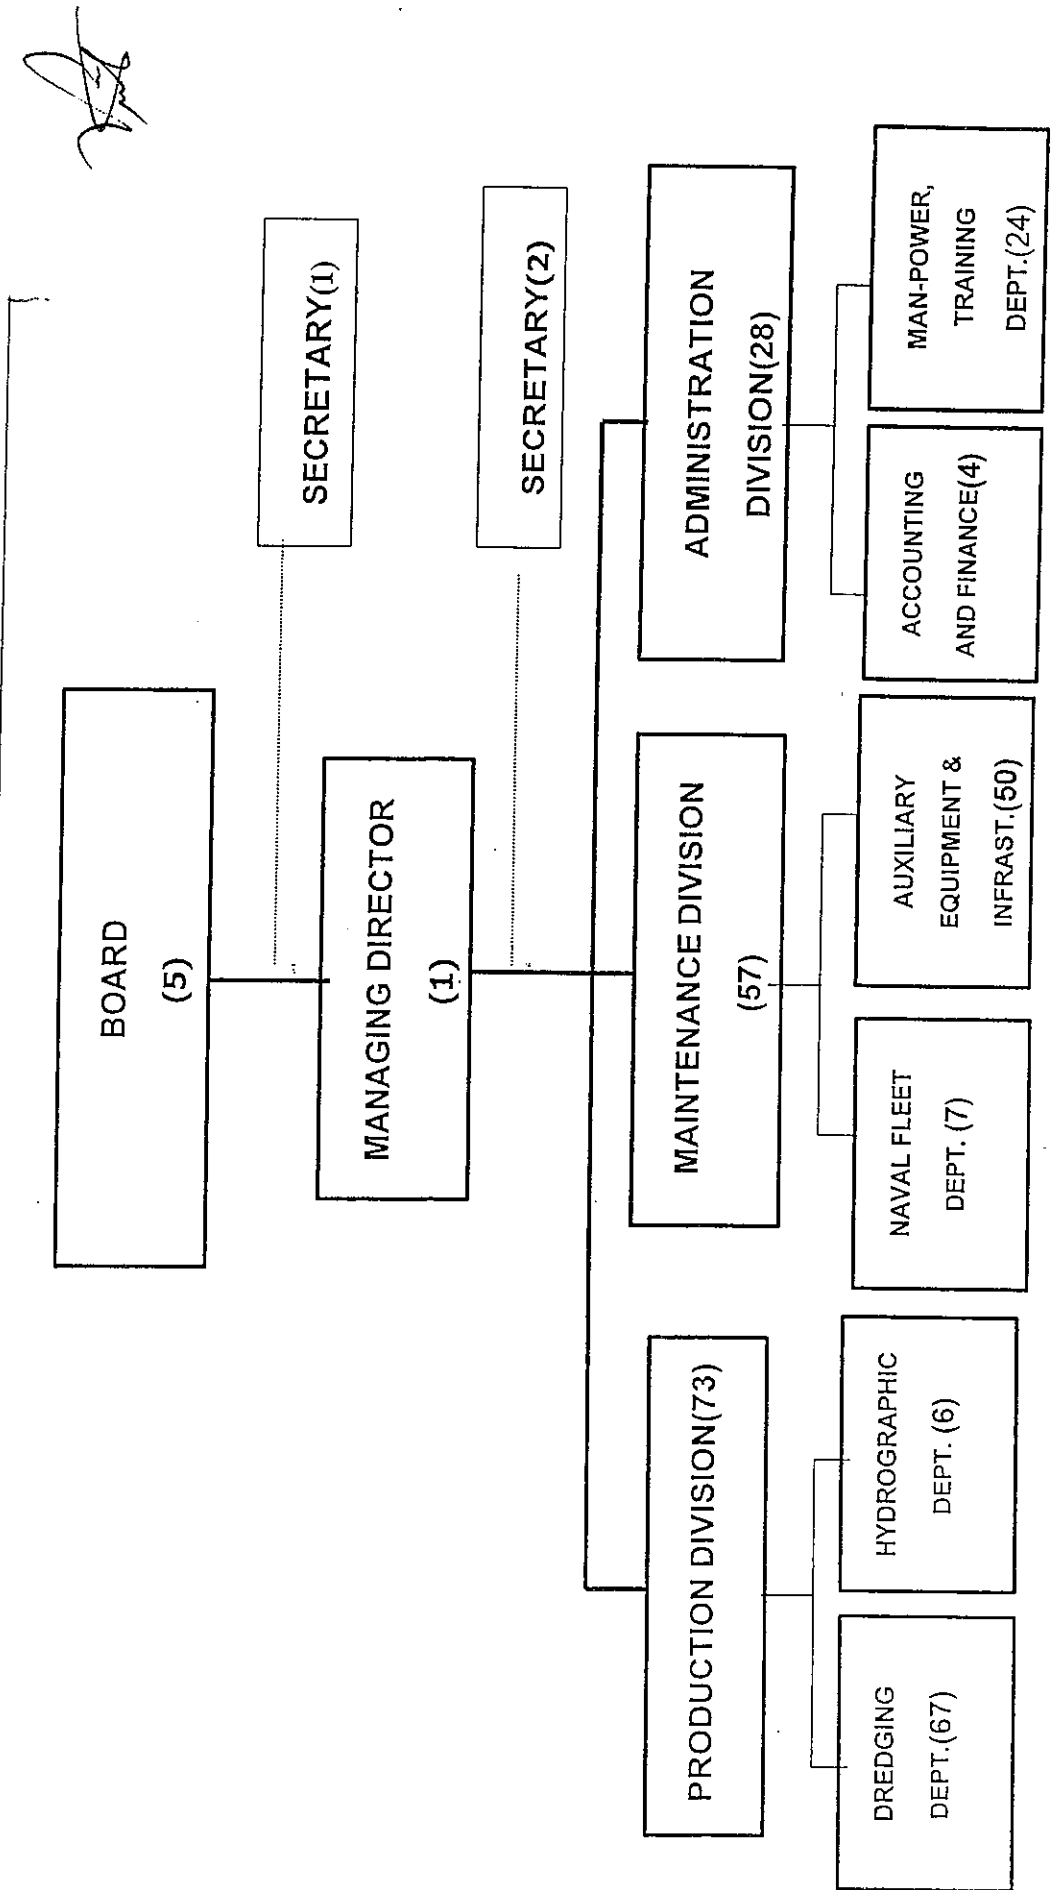 BOARD
(5)
SECRETARY(1)
MANAGING DIRECTOR
(1)
SECRETARY(2)
PRODUCTION DIVISION(73)
MAINTENANCE DIVISION
(57)
ADMINISTRATION
DIVISION(28)
DREDGING
DEPT.(67)
HYDROGRAPHIC
DEPT. (6)
NAVAL FLEET
DEPT. (7)
AUXILIARY
EQUIPMENT &
INFRAST.(50)
ACCOUNTING
AND FINANCE(4)
MAN-POWER,
TRAINING
DEPT.(24)